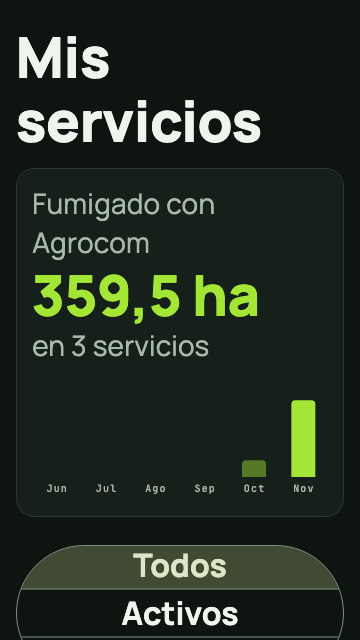 Mis
servicios
Fumigado con
Agrocom
359,5 ha
en 3 servicios
Jun Jul Ago Sep Oct Nov
Todos
Activos